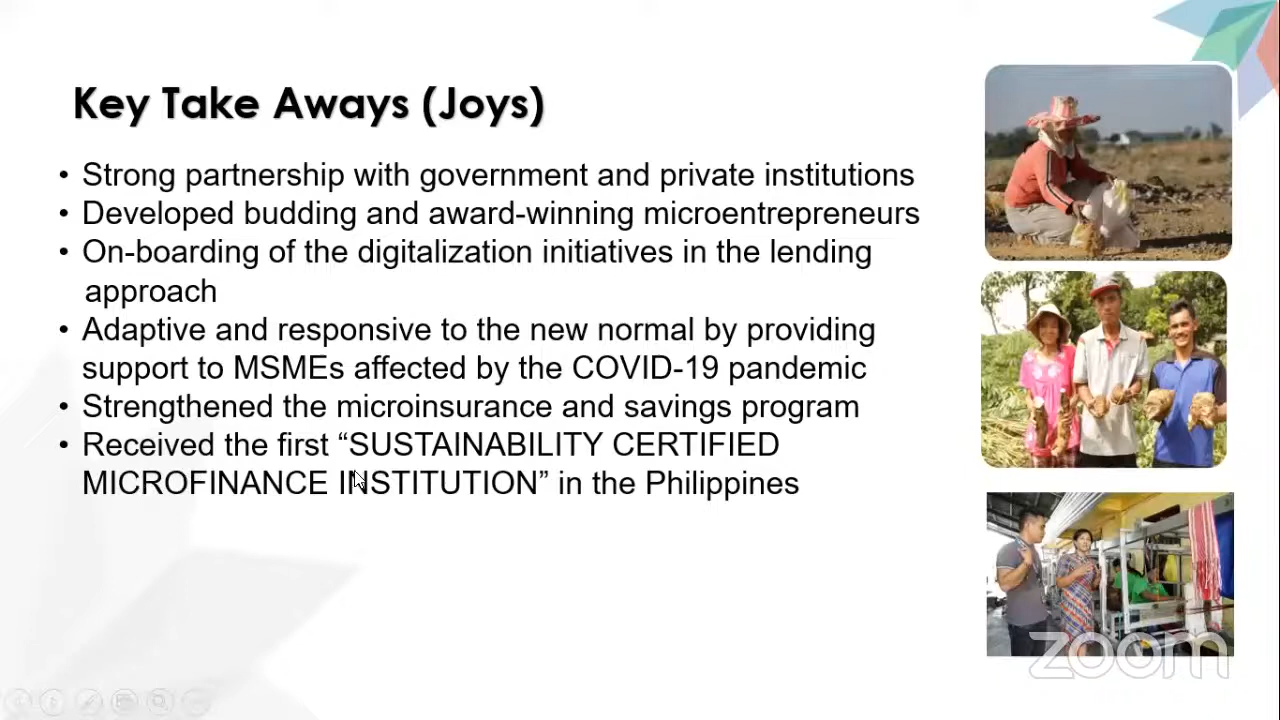 Key Take Aways (Joys)
• Strong partnership with government and private institutions
• Developed budding and award-winning microentrepreneurs
• On-boarding of the digitalization initiatives in the lending
approach
• Adaptive and responsive to the new normal by providing
support to MSMEs affected by the COVID-19 pandemic
• Strengthened the microinsurance and savings program
• Received the first “SUSTAINABILITY CERTIFIED
MICROFINANCE INSTITUTION” in the Philippines
zoom